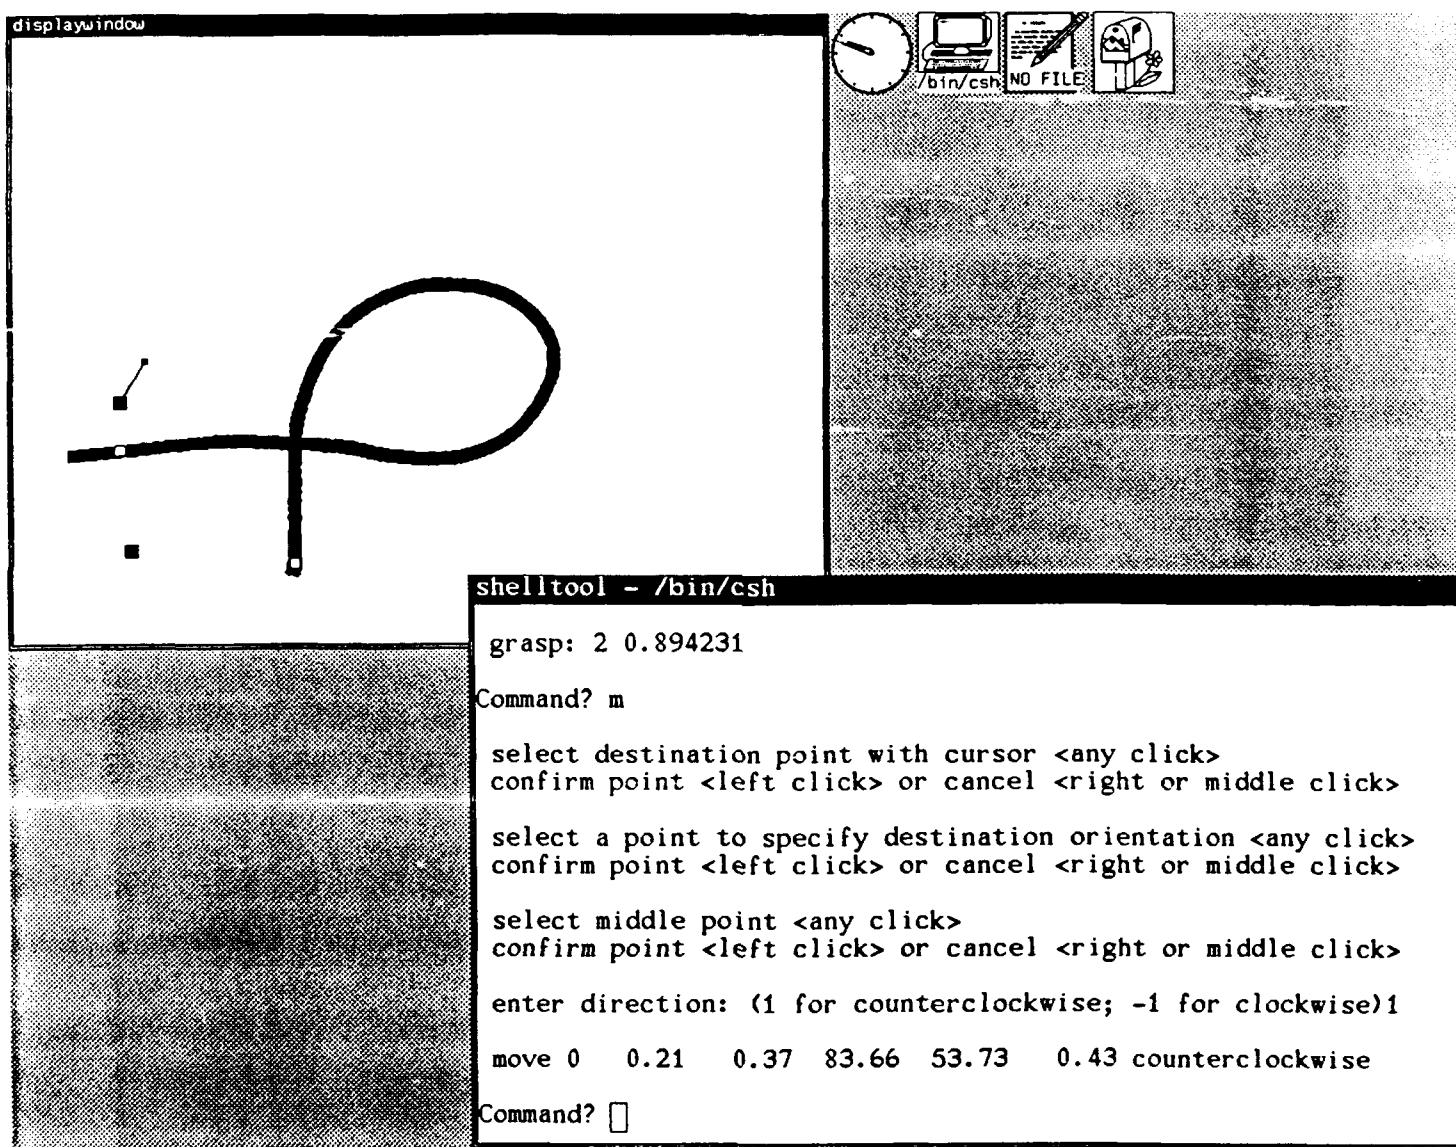 displaywindow
/bin/csh
NO FILE
shelltool - /bin/csh
grasp: 2 0.894231
Command? m
select destination point with cursor <any click>
confirm point <left click> or cancel <right or middle click>
select a point to specify destination orientation <any click>
confirm point <left click> or cancel <right or middle click>
select middle point <any click>
confirm point <left click> or cancel <right or middle click>
enter direction: (1 for counterclockwise; -1 for clockwise)1
move 0 0.21 0.37 83.66 53.73 0.43 counterclockwise
Command?